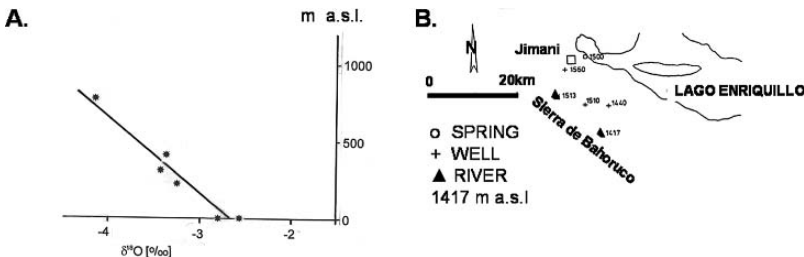 A.
m a.s.l.
1000
500
0
-4
-3
-2
δ¹⁸O [‰]
B.
N
Jimani
1500
1560
0
20km
LAGO ENRIQUILLO
1513
1510
1440
Sierra de Bahoruco
1417
SPRING
WELL
RIVER
1417 m a.s.l